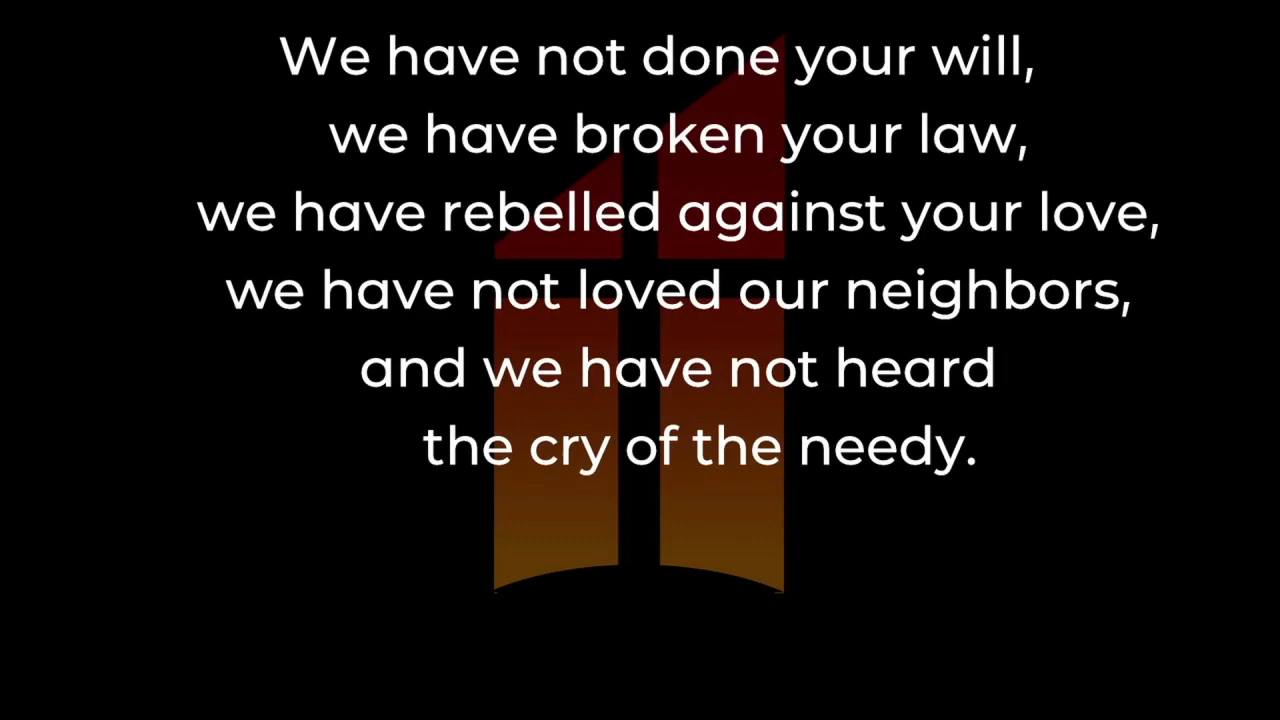 We have not done your will,
we have broken your law,
we have rebelled against your love,
we have not loved our neighbors,
and we have not heard
the cry of the needy.